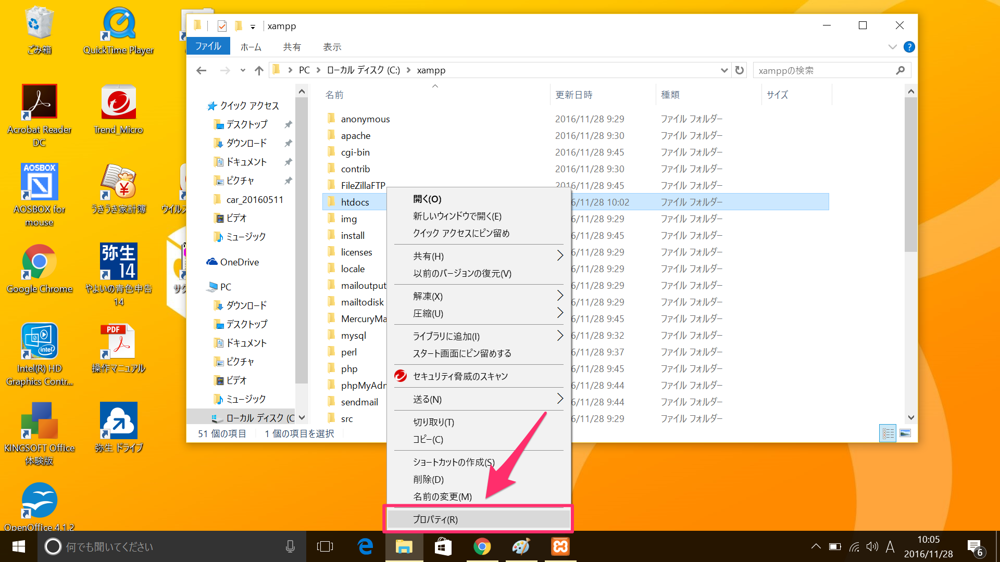 ごみ箱
QuickTime Player
Acrobat Reader
DC
Trend_Micro
AOSBOX
AOSBOX for
mouse
うきうき家計簿
ウイルス
Google Chrome
弥生
14
やよいの青色申告
14
サク
intel
Intel(R) HD
Graphics Contr...
PDF
操作マニュアル
KINGSOFT Office
体験版
弥生 ドライブ
OpenOffice 4.1.2
xampp
ファイル
ホーム
共有
表示
PC
ローカル ディスク (C:)
xampp
xamppの検索
クイック アクセス
デスクトップ
ダウンロード
ドキュメント
ピクチャ
car_20160511
ビデオ
ミュージック
OneDrive
PC
ダウンロード
デスクトップ
ドキュメント
ピクチャ
ビデオ
ミュージック
ローカル ディスク (C
名前 更新日時 種類 サイズ
anonymous 2016/11/28 9:29 ファイル フォルダー
apache 2016/11/28 9:30 ファイル フォルダー
cgi-bin 2016/11/28 9:45 ファイル フォルダー
contrib 2016/11/28 9:30 ファイル フォルダー
FileZillaFTP 2016/11/28 9:45 ファイル フォルダー
htdocs 6/11/28 10:02 ファイル フォルダー
img 6/11/28 9:29 ファイル フォルダー
install 6/11/28 9:45 ファイル フォルダー
licenses 6/11/28 9:29 ファイル フォルダー
locale 6/11/28 9:29 ファイル フォルダー
mailoutput 6/11/28 9:29 ファイル フォルダー
mailtodisk 6/11/28 9:29 ファイル フォルダー
MercuryMa 6/11/28 9:45 ファイル フォルダー
mysql 6/11/28 9:32 ファイル フォルダー
perl 6/11/28 9:37 ファイル フォルダー
php 6/11/28 9:45 ファイル フォルダー
phpMyAdm 6/11/28 9:44 ファイル フォルダー
sendmail 6/11/28 9:44 ファイル フォルダー
src 6/11/28 9:29 ファイル フォルダー
51 個の項目
1 個の項目を選択
開く(O)
新しいウィンドウで開く(E)
クイック アクセスにピン留め
共有(H)
以前のバージョンの復元(V)
解凍(X)
圧縮(U)
ライブラリに追加(I)
スタート画面にピン留めする
セキュリティ脅威のスキャン
送る(N)
切り取り(T)
コピー(C)
ショートカットの作成(S)
削除(D)
名前の変更(M)
プロパティ(R)
何でも聞いてください
A
10:05
2016/11/28
6